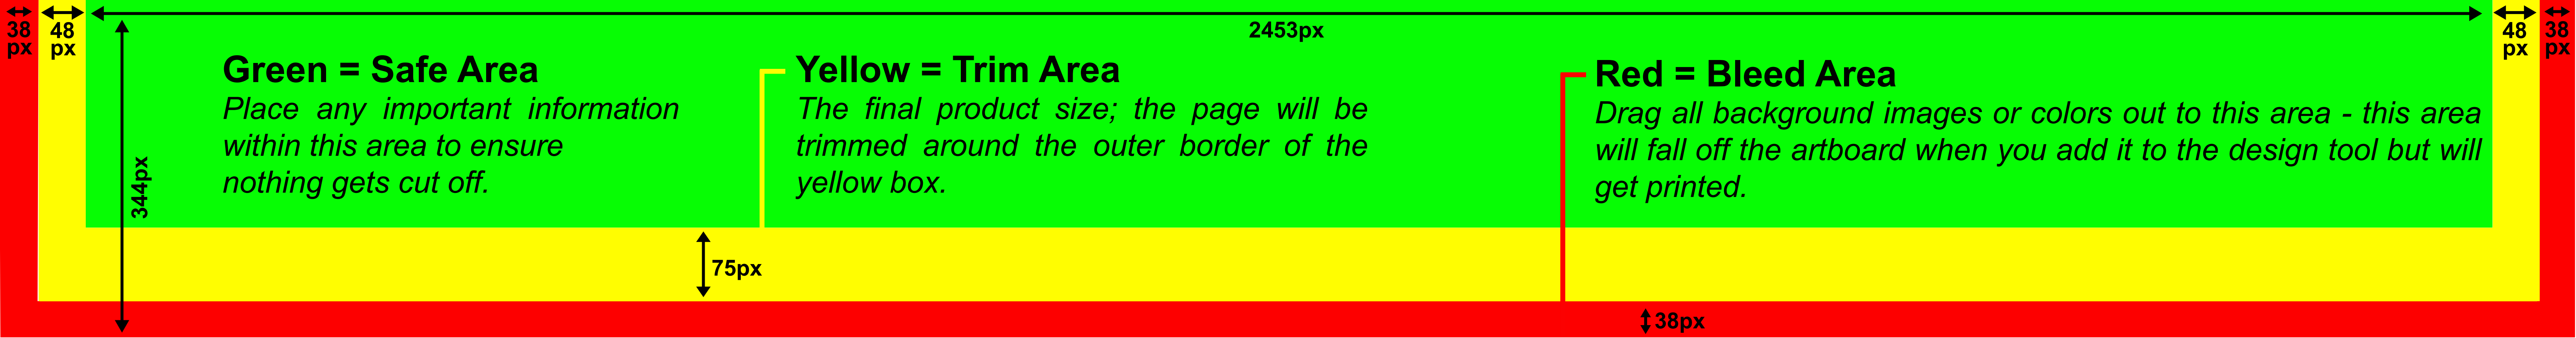 38
px
48
px
2453px
48
px
38
px
344px
Green = Safe Area
Place any important information
within this area to ensure
nothing gets cut off.
Yellow = Trim Area
The final product size; the page will be
trimmed around the outer border of the
yellow box.
Red = Bleed Area
Drag all background images or colors out to this area - this area
will fall off the artboard when you add it to the design tool but will
get printed.
75px
38px